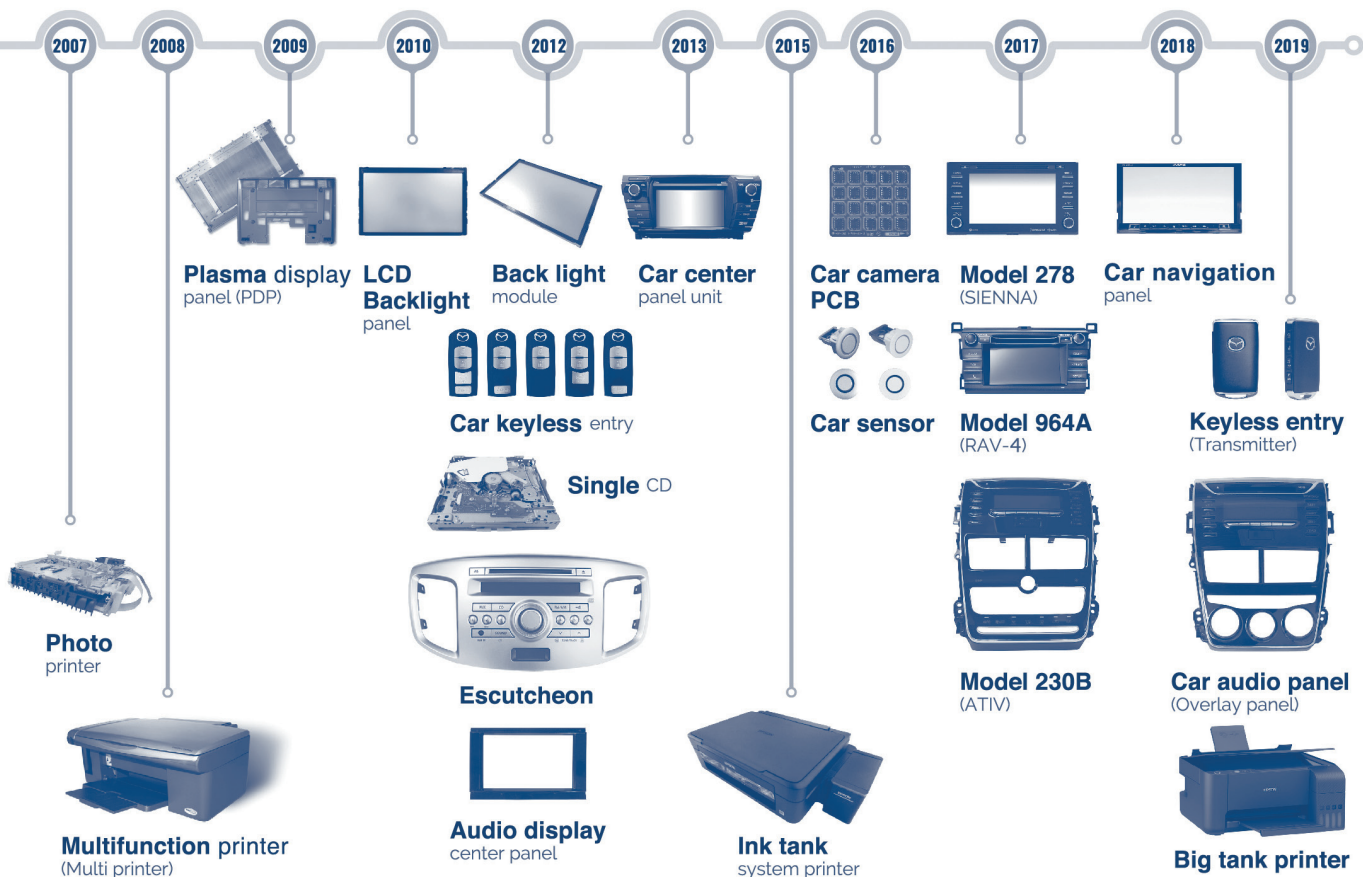 2007
2008
2009
2010
2012
2013
2015
2016
2017
2018
2019
Plasma display
panel (PDP)
LCD
Backlight
panel
Back light
module
Car center
panel unit
Car camera
PCB
Model 278
(SIENNA)
Car navigation
panel
Car keyless entry
Car sensor
Model 964A
(RAV-4)
Keyless entry
(Transmitter)
Single CD
Photo
printer
Escutcheon
Model 230B
(ATIV)
Car audio panel
(Overlay panel)
Multifunction printer
(Multi printer)
Audio display
center panel
Ink tank
system printer
Big tank printer